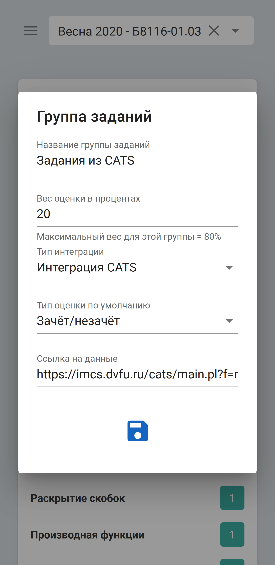 Весна 2020 - Б8116-01.03
Группа заданий
Название группы заданий
Задания из CATS
Вес оценки в процентах
20
Максимальный вес для этой группы = 80%
Тип интеграции
Интеграция CATS
Тип оценки по умолчанию
Зачёт/незачёт
Ссылка на данные
https://imcs.dvfu.ru/cats/main.pl?f=r
Раскрытие скобок 1
Производная функции 1